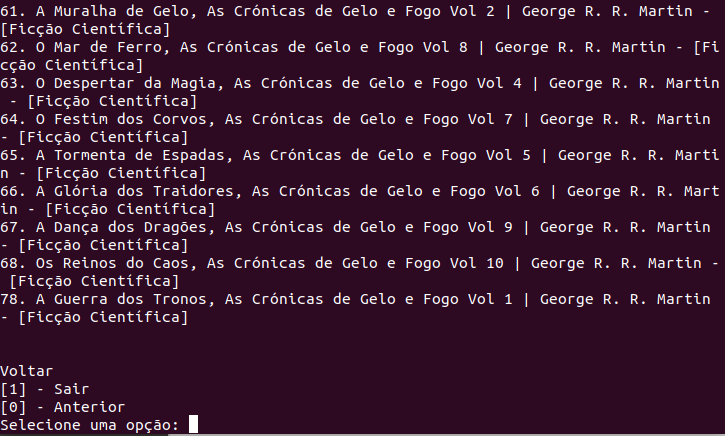 61. A Muralha de Gelo, As Crónicas de Gelo e Fogo Vol 2 | George R. R. Martin -
[Ficção Científica]
62. O Mar de Ferro, As Crónicas de Gelo e Fogo Vol 8 | George R. R. Martin - [Fi
cção Científica]
63. O Despertar da Magia, As Crónicas de Gelo e Fogo Vol 4 | George R. R. Martin
 - [Ficção Científica]
64. O Festim dos Corvos, As Crónicas de Gelo e Fogo Vol 7 | George R. R. Martin
- [Ficção Científica]
65. A Tormenta de Espadas, As Crónicas de Gelo e Fogo Vol 5 | George R. R. Marti
n - [Ficção Científica]
66. A Glória dos Traidores, As Crónicas de Gelo e Fogo Vol 6 | George R. R. Mart
in - [Ficção Científica]
67. A Dança dos Dragões, As Crónicas de Gelo e Fogo Vol 9 | George R. R. Martin
- [Ficção Científica]
68. Os Reinos do Caos, As Crónicas de Gelo e Fogo Vol 10 | George R. R. Martin -
 [Ficção Científica]
78. A Guerra dos Tronos, As Crónicas de Gelo e Fogo Vol 1 | George R. R. Martin
- [Ficção Científica]
Voltar
[1] - Sair
[0] - Anterior
Selecione uma opção: